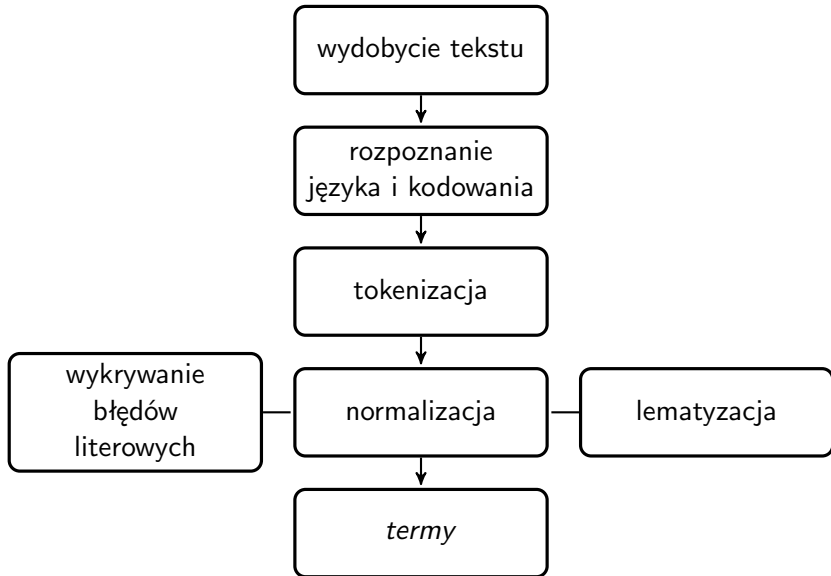 wydobycie tekstu
rozpoznanie
języka i kodowania
tokenizacja
wykrywanie
błędów
literowych
normalizacja
lematyzacja
termy